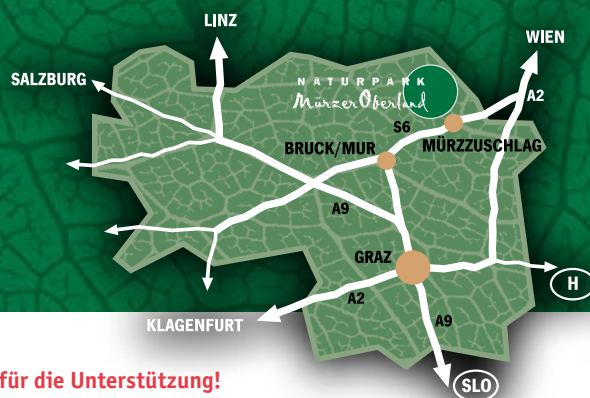 LINZ
WIEN
SALZBURG
NATURPARK
Mürzer Oberland
A2
S6
BRUCK/MUR
MÜRZZUSCHLAG
A9
GRAZ
H
A2
KLAGENFURT
A9
für die Unterstützung!
SLO